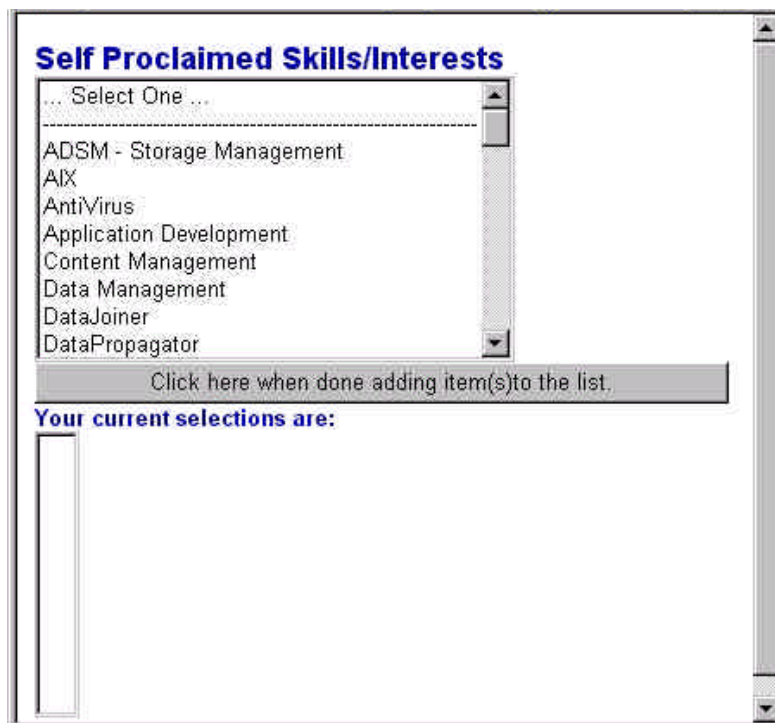 Self Proclaimed Skills/Interests
... Select One ...
--------------------------------------------------------------
ADSM - Storage Management
AIX
AntiVirus
Application Development
Content Management
Data Management
DataJoiner
DataPropagator
Click here when done adding item(s)to the list.
Your current selections are: